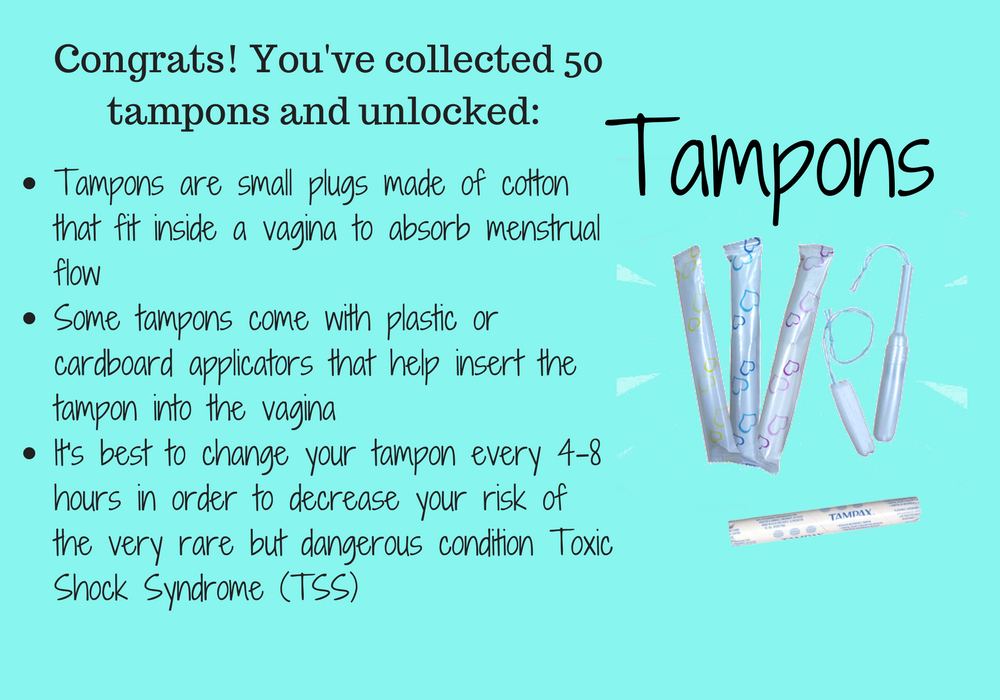 Congrats! You've collected 50
tampons and unlocked:
Tampons
• Tampons are small plugs made of cotton
that fit inside a vagina to absorb menstrual
flow
• Some tampons come with plastic or
cardboard applicators that help insert the
tampon into the vagina
• It's best to change your tampon every 4-8
hours in order to decrease your risk of
the very rare but dangerous condition Toxic
Shock Syndrome (TSS)
TAMPAX